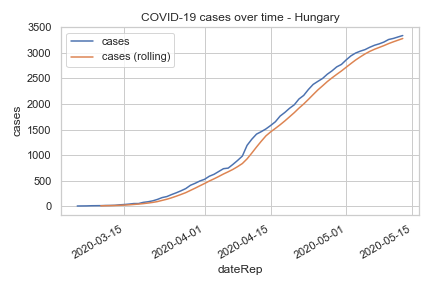 COVID-19 cases over time - Hungary
3500
3000
2500
2000
1500
1000
500
0
cases
cases
cases (rolling)
2020-03-15
2020-04-01
2020-04-15
2020-05-01
2020-05-15
dateRep